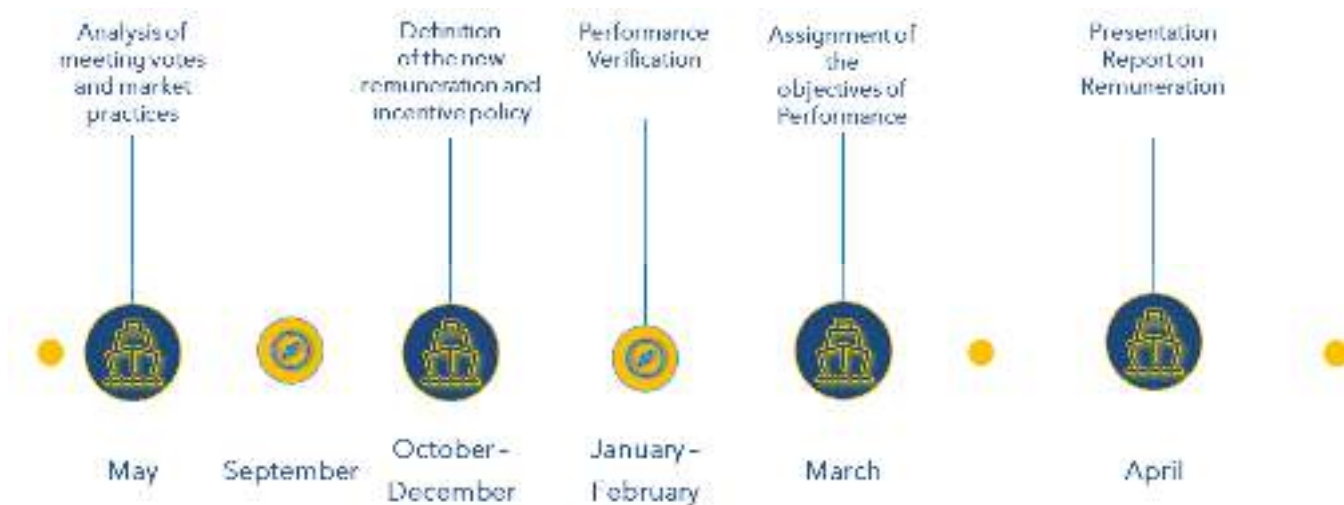 Analysis of
meeting votes
and market
practices
Definition
of the new
remuneration and
incentive policy
Performance
Verification
Assignment of
the
objectives of
Performance
Presentation
Report on
Remuneration
May
September
October -
December
January -
February
March
April